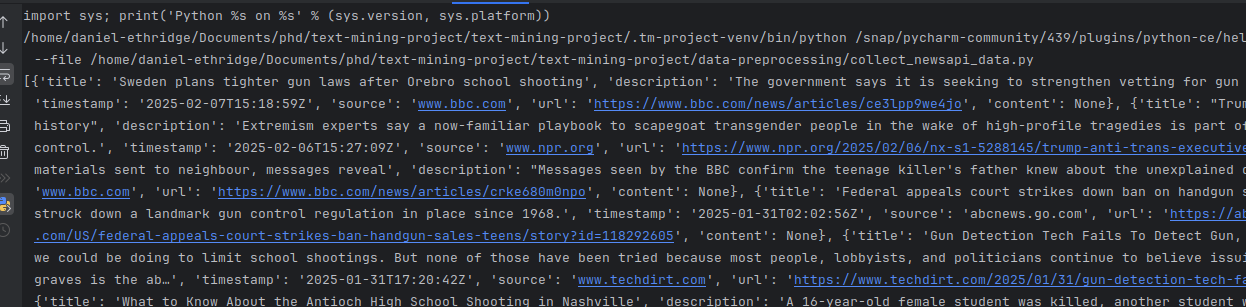 import sys; print('Python %s on %s' % (sys.version, sys.platform))
/home/daniel-ethridge/Documents/phd/text-mining-project/text-mining-project/.tm-project-venv/bin/python /snap/pycharm-community/439/plugins/python-ce/hel
--file /home/daniel-ethridge/Documents/phd/text-mining-project/text-mining-project/data-preprocessing/collect_newsapi_data.py
[{'title': 'Sweden plans tighter gun laws after Orebro school shooting', 'description': 'The government says it is seeking to strengthen vetting for gun
'timestamp': '2025-02-07T15:18:59Z', 'source': 'www.bbc.com', 'url': 'https://www.bbc.com/news/articles/ce3lpp9we4jo', 'content': None}, {'title': "Trum
history", 'description': 'Extremism experts say a now-familiar playbook to scapegoat transgender people in the wake of high-profile tragedies is part of
control.', 'timestamp': '2025-02-06T15:27:09Z', 'source': 'www.npr.org', 'url': 'https://www.npr.org/2025/02/06/nx-s1-5288145/trump-anti-trans-executive
materials sent to neighbour, messages reveal', 'description': "Messages seen by the BBC confirm the teenage killer's father knew about the unexplained d
'www.bbc.com', 'url': 'https://www.bbc.com/news/articles/crke680m0npo', 'content': None}, {'title': 'Federal appeals court strikes down ban on handgun s
struck down a landmark gun control regulation in place since 1968.', 'timestamp': '2025-01-31T02:02:56Z', 'source': 'abcnews.go.com', 'url': 'https://ab
.com/US/federal-appeals-court-strikes-ban-handgun-sales-teens/story?id=118292605', 'content': None}, {'title': 'Gun Detection Tech Fails To Detect Gun,
we could be doing to limit school shootings. But none of those have been tried because most people, lobbyists, and politicians continue to believe issui
graves is the ab…', 'timestamp': '2025-01-31T17:20:42Z', 'source': 'www.techdirt.com', 'url': 'https://www.techdirt.com/2025/01/31/gun-detection-tech-fa
{'title': 'What to Know About the Antioch High School Shooting in Nashville', 'description': 'A 16-year-old female student was killed, another student